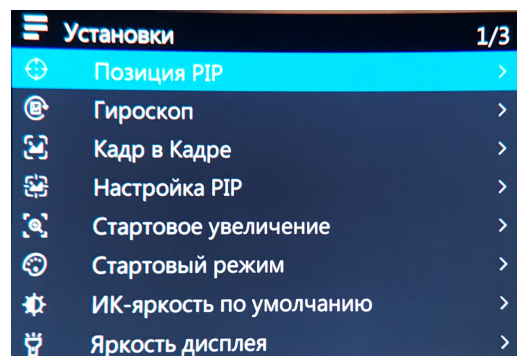 Установки 1/3
Позиция PIP
Гироскоп
Кадр в Кадре
Настройка PIP
Стартовое увеличение
Стартовый режим
ИК-яркость по умолчанию
Яркость дисплея